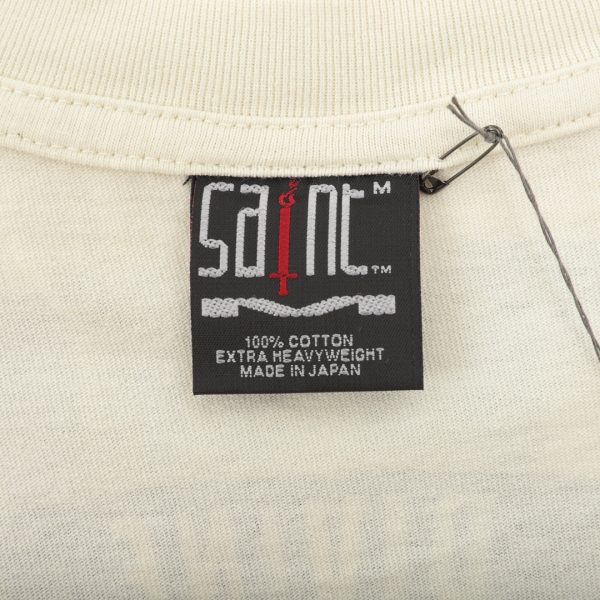 saint M
TM
100% COTTON
EXTRA HEAVYWEIGHT
MADE IN JAPAN